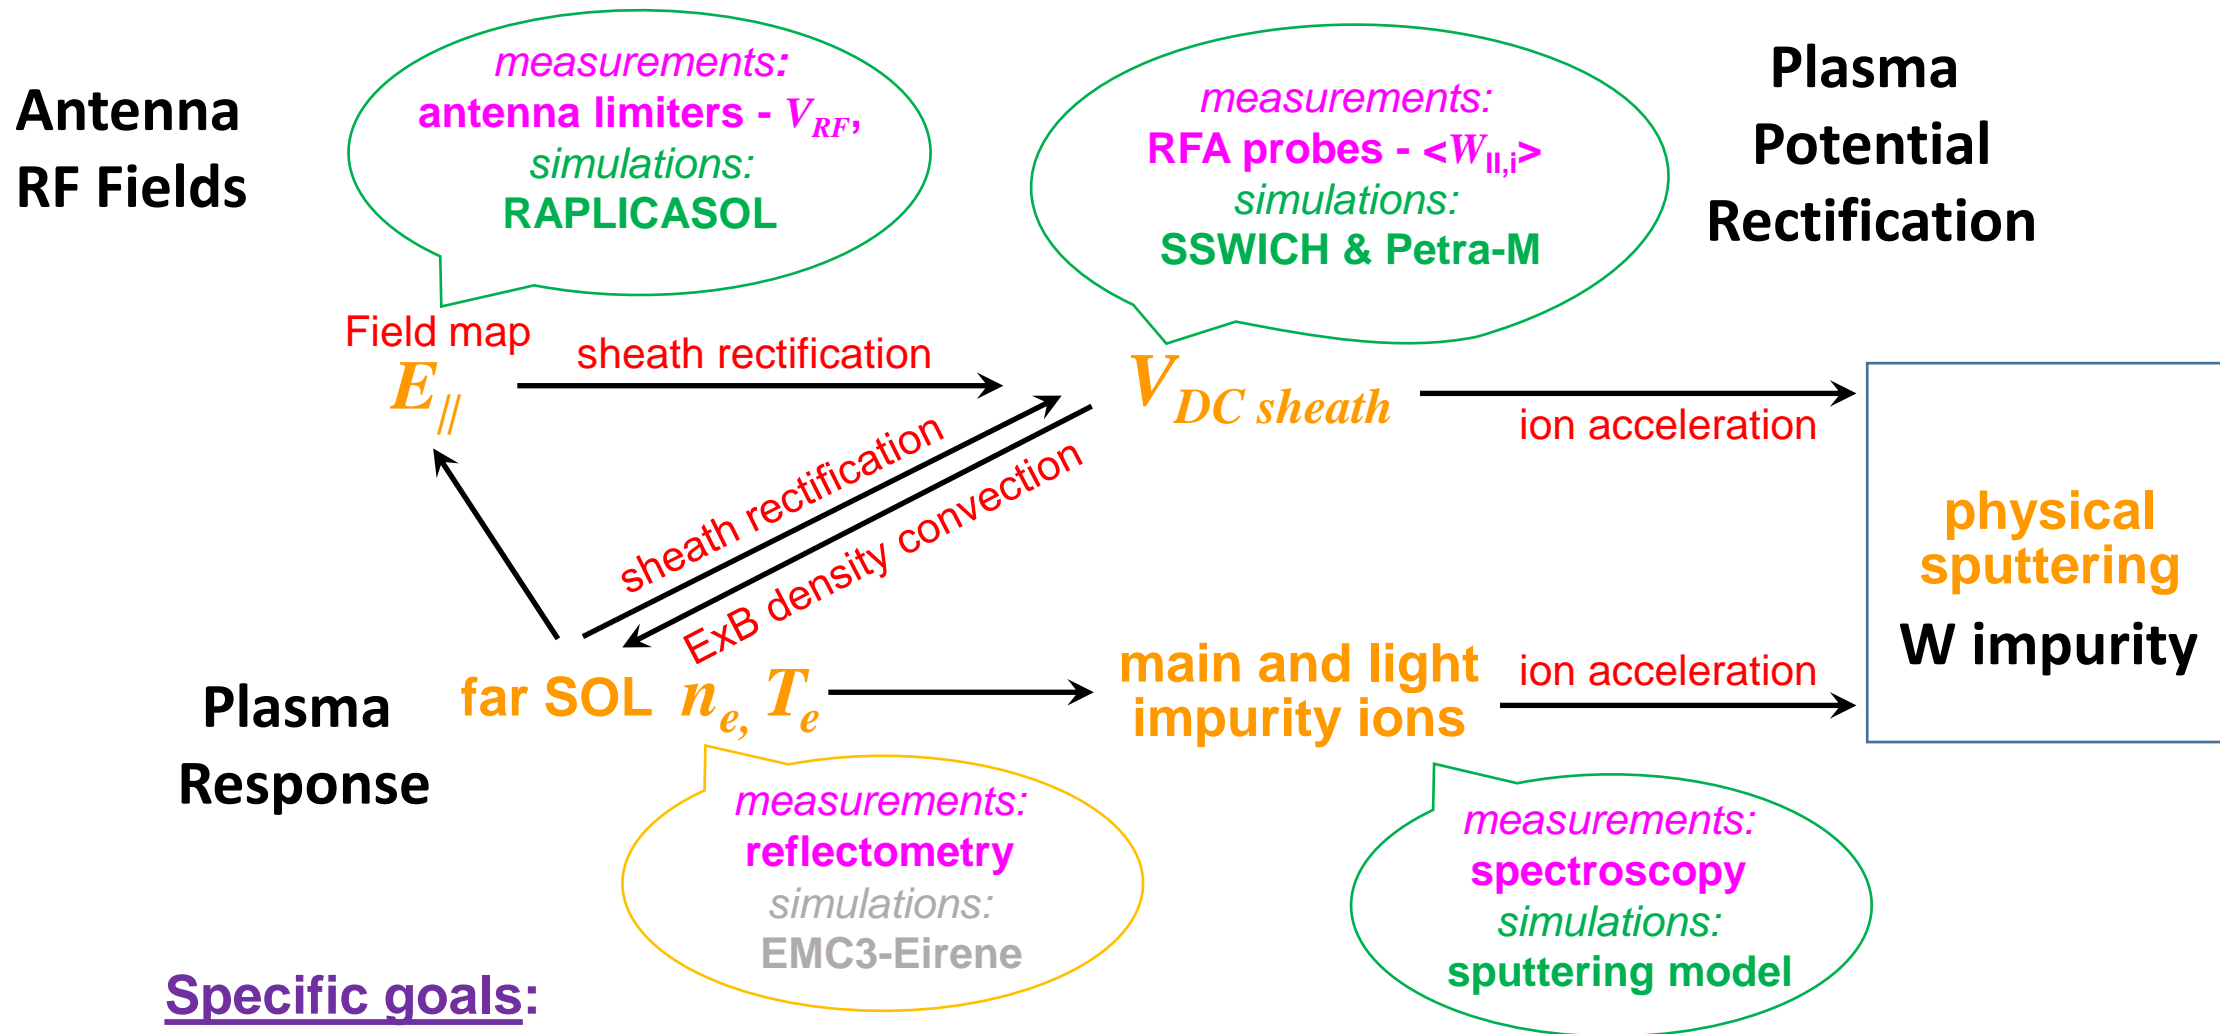 Antenna
RF Fields
measurements:
antenna limiters - V_RF,
simulations:
RAPLICASOL
measurements:
RFA probes - <W_II,i>
simulations:
SSWICH & Petra-M
Plasma
Potential
Rectification
Field map
E_//
sheath rectification
V_DC sheath
ion acceleration
sheath rectification
ExB density convection
physical
sputtering
W impurity
Plasma
Response
far SOL n_e, T_e
main and light
impurity ions
ion acceleration
measurements:
reflectometry
simulations:
EMC3-Eirene
measurements:
spectroscopy
simulations:
sputtering model
Specific goals: